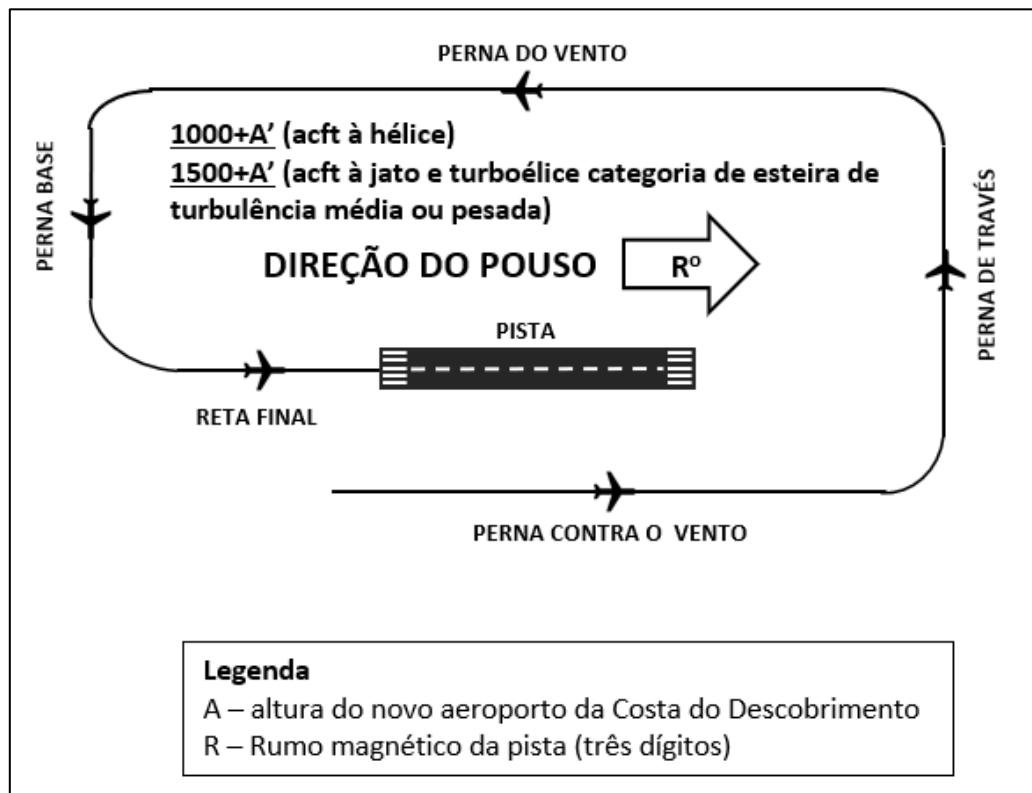 PERNA DO VENTO
1000+A’ (acft à hélice)
1500+A’ (acft à jato e turboélice categoria de esteira de
turbulência média ou pesada)
PERNA BASE
DIREÇÃO DO POUSO
Rº
PERNA DE TRAVÉS
PISTA
RETA FINAL
PERNA CONTRA O VENTO
Legenda
A – altura do novo aeroporto da Costa do Descobrimento
R – Rumo magnético da pista (três dígitos)